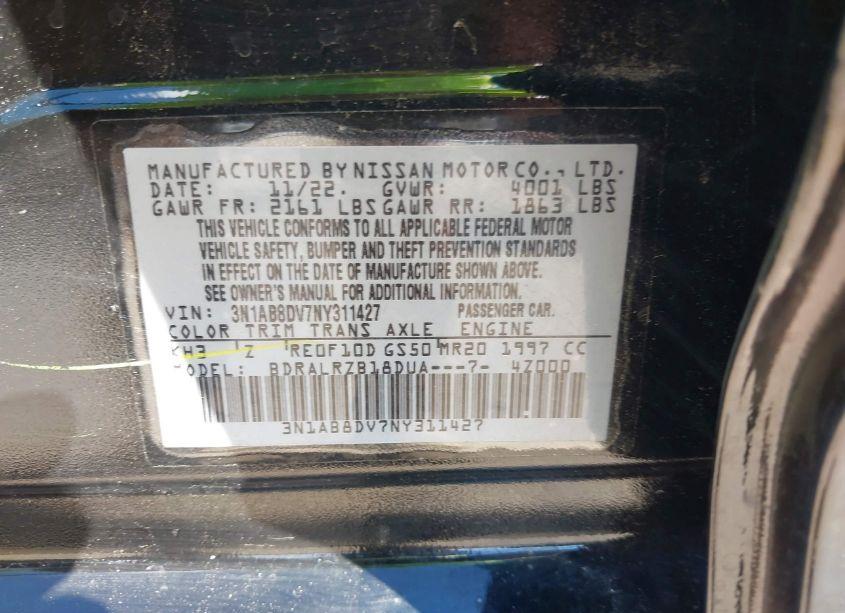 MANUFACTURED BY NISSAN MOTOR CO., LTD.
DATE: 11/22. GVWR: 4001 LBS
GAWR FR: 2161 LBS GAWR RR: 1863 LBS
THIS VEHICLE CONFORMS TO ALL APPLICABLE FEDERAL MOTOR
VEHICLE SAFETY, BUMPER AND THEFT PREVENTION STANDARDS
IN EFFECT ON THE DATE OF MANUFACTURE SHOWN ABOVE.
SEE OWNER'S MANUAL FOR ADDITIONAL INFORMATION.
VIN: 3N1AB8DV7NY311427 PASSENGER CAR.
COLOR TRIM TRANS AXLE ENGINE
KH3 Z RE0F10D GS50 MR20 1997 CC
MODEL: BDRALRZB18DUA---7- 4Z000
3N1AB8DV7NY311427